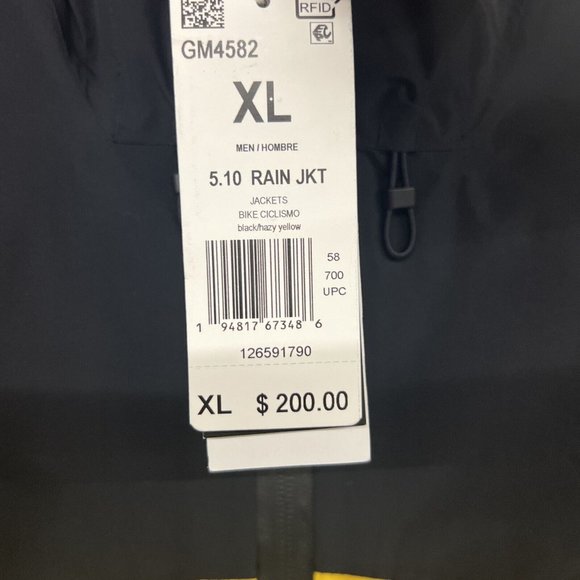 RFID
GM4582
XL
MEN / HOMBRE
5.10 RAIN JKT
JACKETS
BIKE CICLISMO
black/hazy yellow
58
700
UPC
1 94817 67348 6
126591790
XL $ 200.00